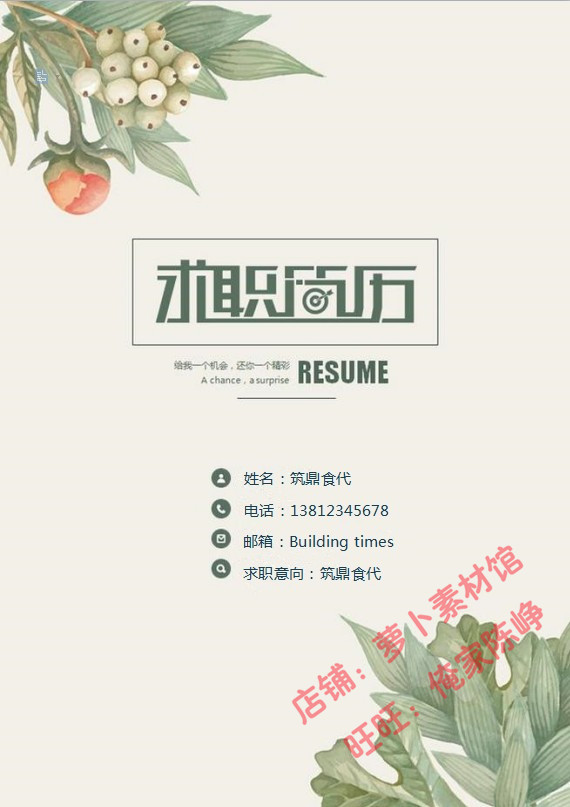 求职简历
给我一个机会，还你一个精彩
A chance , a surprise
RESUME
姓名：筑鼎食代
电话：13812345678
邮箱：Building times
求职意向：筑鼎食代
店铺：萝卜素材馆
旺旺：俺家陈峥